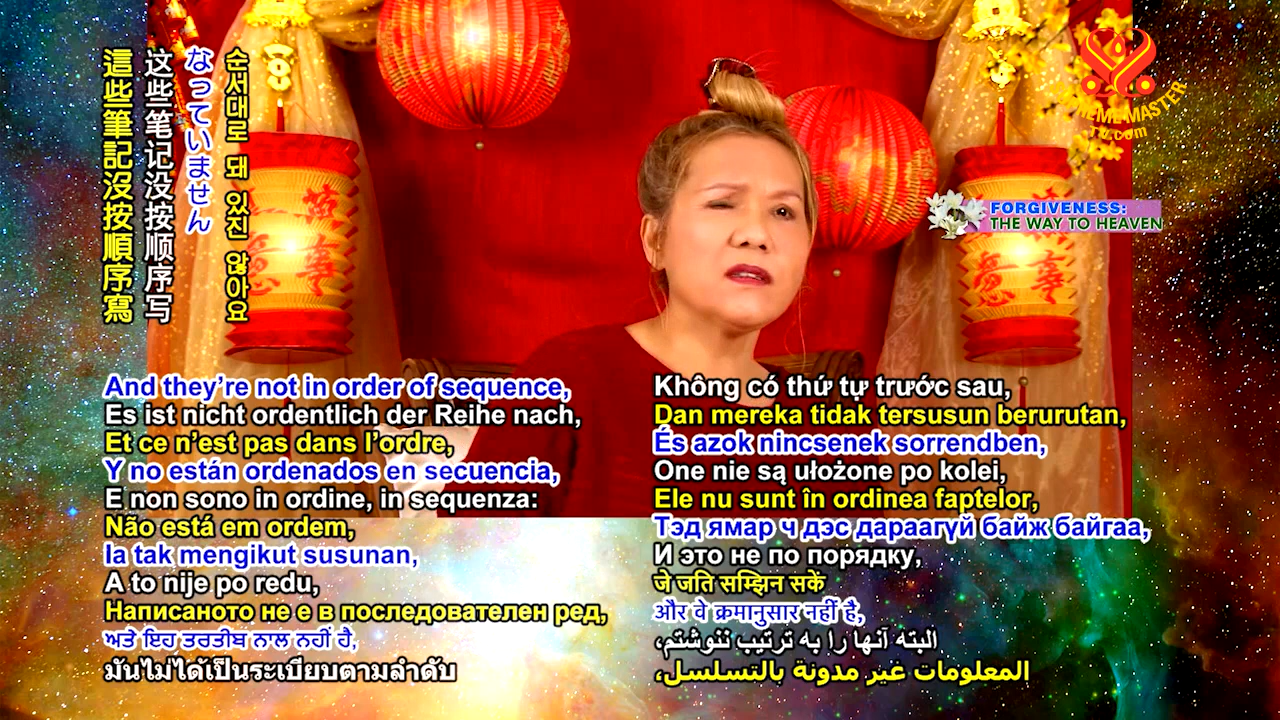 SUPREME MASTER
TV.com
FORGIVENESS:
THE WAY TO HEAVEN
순서대로 돼 있진 않아요
なっていません
这些笔记没按顺序写
這些筆記沒按順序寫
And they’re not in order of sequence,
Es ist nicht ordentlich der Reihe nach,
Et ce n’est pas dans l’ordre,
Y no están ordenados en secuencia,
E non sono in ordine, in sequenza:
Não está em ordem,
Ia tak mengikut susunan,
A to nije po redu,
Написаното не е в последователен ред,
ਅਤੇ ਇਹ ਤਰਤੀਬ ਨਾਲ ਨਹੀਂ ਹੈ,
มันไม่ได้เป็นระเบียบตามลำดับ
Không có thứ tự trước sau,
Dan mereka tidak tersusun berurutan,
És azok nincsenek sorrendben,
One nie są ułożone po kolei,
Ele nu sunt în ordinea faptelor,
Тэд ямар ч дэс дараагүй байж байгаа,
И это не по порядку,
जे जति सम्झिन सकें
और वे क्रमानुसार नहीं है,
البته آنها را به ترتیب ننوشتم،
المعلومات غير مدونة بالتسلسل،